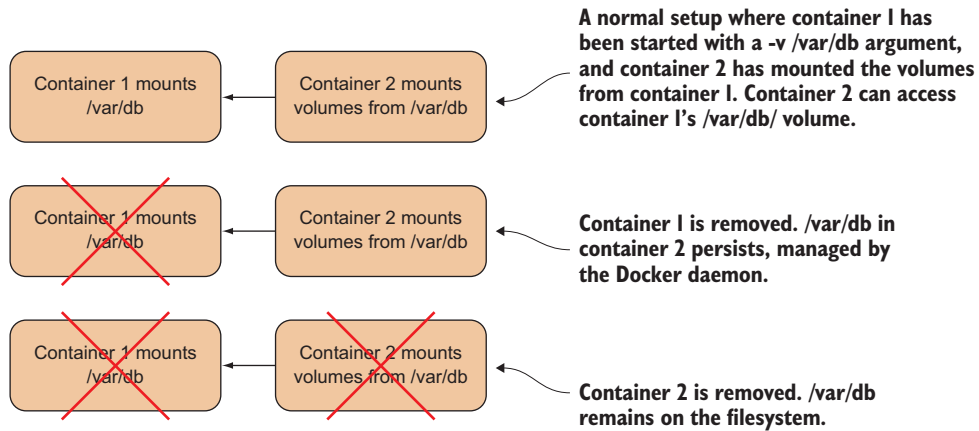 Container 1 mounts
/var/db
Container 2 mounts
volumes from /var/db
A normal setup where container 1 has
been started with a -v /var/db argument,
and container 2 has mounted the volumes
from container 1. Container 2 can access
container 1's /var/db/ volume.
Container 1 mounts
/var/db
Container 2 mounts
volumes from /var/db
Container 1 is removed. /var/db in
container 2 persists, managed by
the Docker daemon.
Container 1 mounts
/var/db
Container 2 mounts
volumes from /var/db
Container 2 is removed. /var/db
remains on the filesystem.